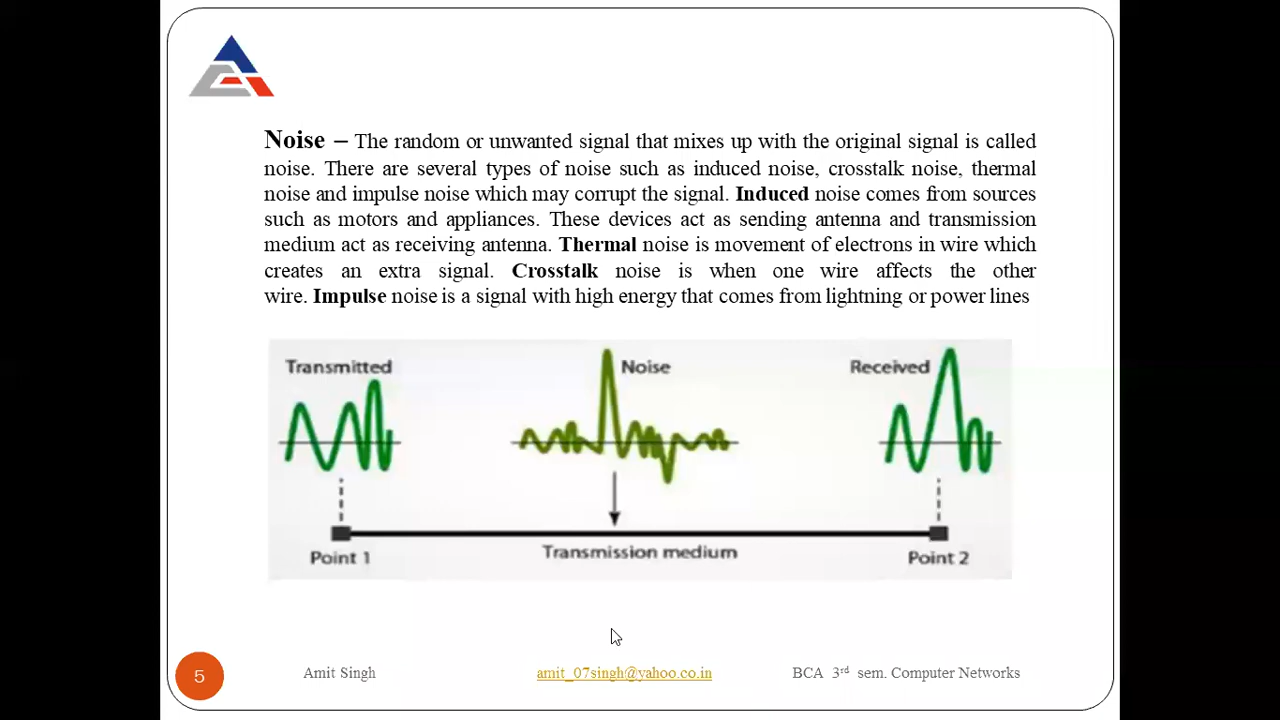 Noise – The random or unwanted signal that mixes up with the original signal is called
noise. There are several types of noise such as induced noise, crosstalk noise, thermal
noise and impulse noise which may corrupt the signal. Induced noise comes from sources
such as motors and appliances. These devices act as sending antenna and transmission
medium act as receiving antenna. Thermal noise is movement of electrons in wire which
creates an extra signal. Crosstalk noise is when one wire affects the other
wire. Impulse noise is a signal with high energy that comes from lightning or power lines
Transmitted
Noise
Received
Point 1
Transmission medium
Point 2
5
Amit Singh
amit_07singh@yahoo.co.in
BCA 3rd sem. Computer Networks